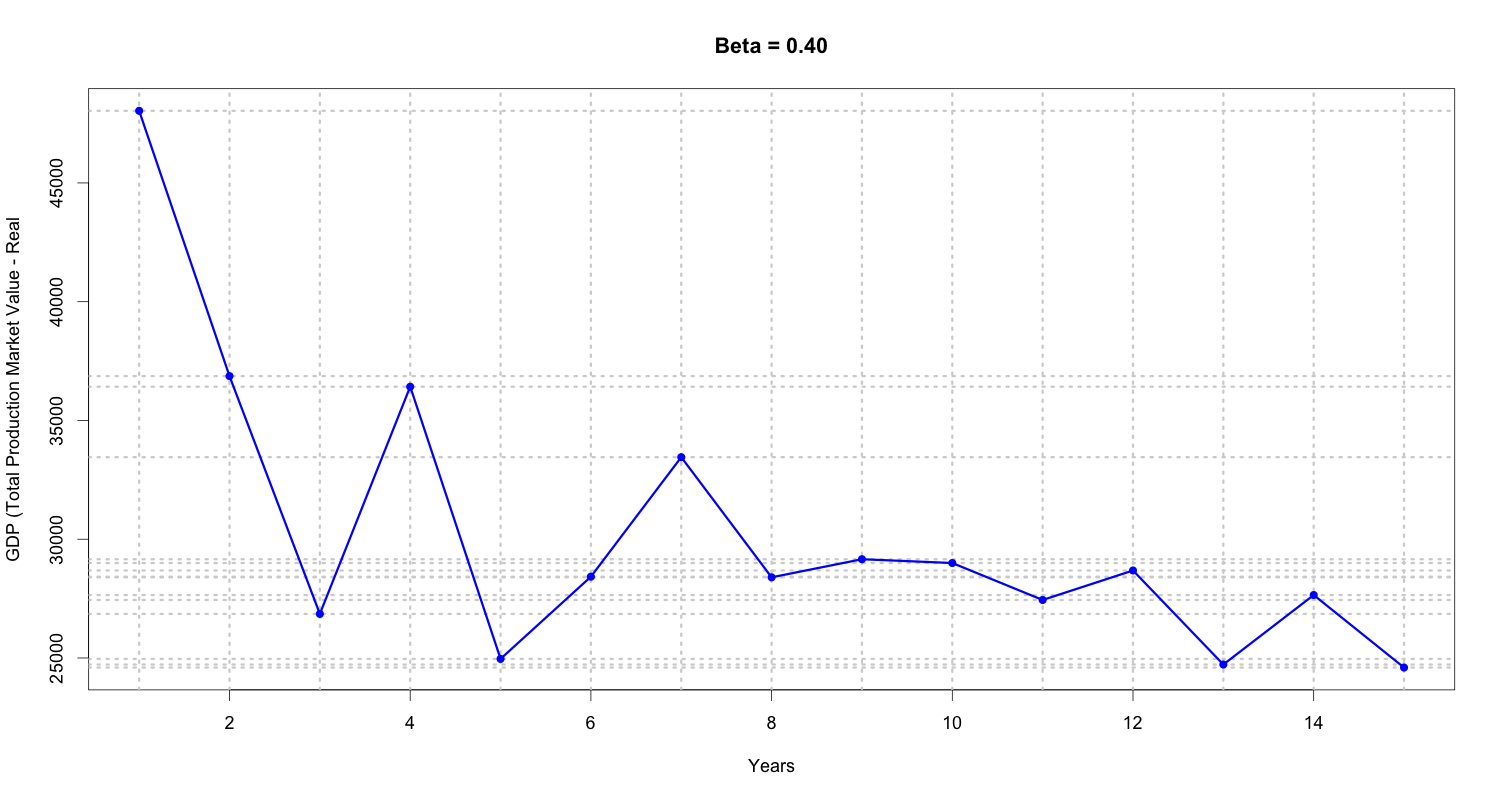 Beta = 0.40
GDP (Total Production Market Value - Real
45000
40000
35000
30000
25000
2 4 6 8 10 12 14
Years